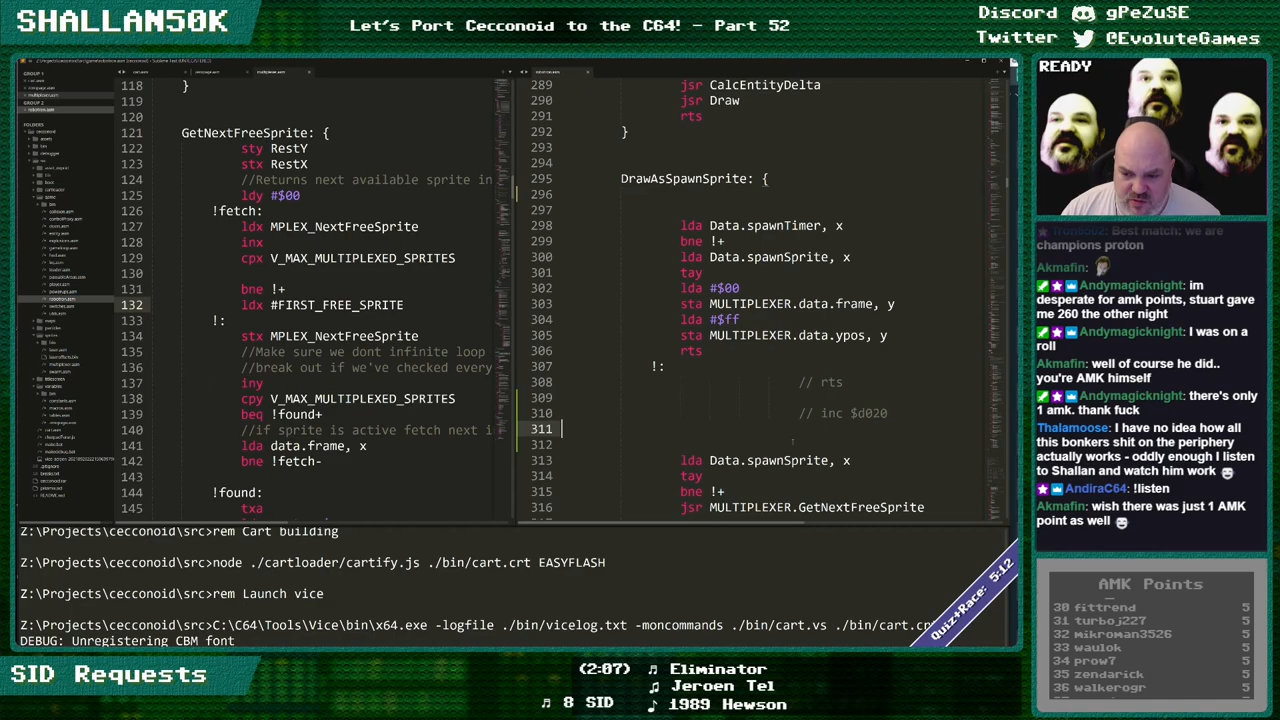 SHALLAN50K
Let's Port Cecconoid to the C64! - Part 52
Discord gPeZuSE
Twitter @EvoluteGames
118 }
119
120
121 GetNextFreeSprite: {
122 sty RestY
123 stx RestX
124 //Returns next available sprite in
125 ldy #$00
126 !fetch:
127 ldx MPLEX_NextFreeSprite
128 inx
129 cpx V_MAX_MULTIPLEXED_SPRITES
130
131 bne !+
132 ldx #FIRST_FREE_SPRITE
133 !:
134 stx MPLEX_NextFreeSprite
135 //Make sure we dont infinite loop
136 //break out if we've checked every
137 iny
138 cpy V_MAX_MULTIPLEXED_SPRITES
139 beq !found+
140 //if sprite is active fetch next i
141 lda data.frame, x
142 bne !fetch-
143
144 !found:
145 txa
289 jsr CalcEntityDelta
290 jsr Draw
291 rts
292 }
293
294
295 DrawAsSpawnSprite: {
296
297
298 lda Data.spawnTimer, x
299 bne !+
300 lda Data.spawnSprite, x
301 tay
302 lda #$00
303 sta MULTIPLEXER.data.frame, y
304 lda #$ff
305 sta MULTIPLEXER.data.ypos, y
306 rts
307 !:
308 // rts
309
310 // inc $d020
311
312
313 lda Data.spawnSprite, x
314 tay
315 bne !+
316 jsr MULTIPLEXER.GetNextFreeSprite
Z:\Projects\cecconoid\src>rem Cart building
Z:\Projects\cecconoid\src>node ./cartloader/cartify.js ./bin/cart.crt EASYFLASH
Z:\Projects\cecconoid\src>rem Launch vice
Z:\Projects\cecconoid\src>C:\C64\Tools\Vice\bin\x64.exe -logfile ./bin/vicelog.txt -moncommands ./bin/cart.vs ./bin/cart.crt
DEBUG: Unregistering CBM font
Quiz+Race: 5:12
READY
Tron6502: Best match: we are champions proton
Akmafin:
Andymagicknight: im desperate for amk points, stuart gave me 260 the other night
Andymagicknight: I was on a roll
Akmafin: well of course he did.. you're AMK himself
Andymagicknight: there's only 1 amk. thank fuck
Thalamoose: I have no idea how all this bonkers shit on the periphery actually works - oddly enough I listen to Shallan and watch him work
AndiraC64: !listen
Akmafin: wish there was just 1 AMK point as well
AMK Points
30 fittrend 5
31 turboj227 5
32 mikroman3526 5
33 waulok 5
34 prow7 5
35 zendarick 5
36 walkerogr 5
SID Requests
(2:07)
8 SID
Eliminator
Jeroen Tel
1989 Hewson